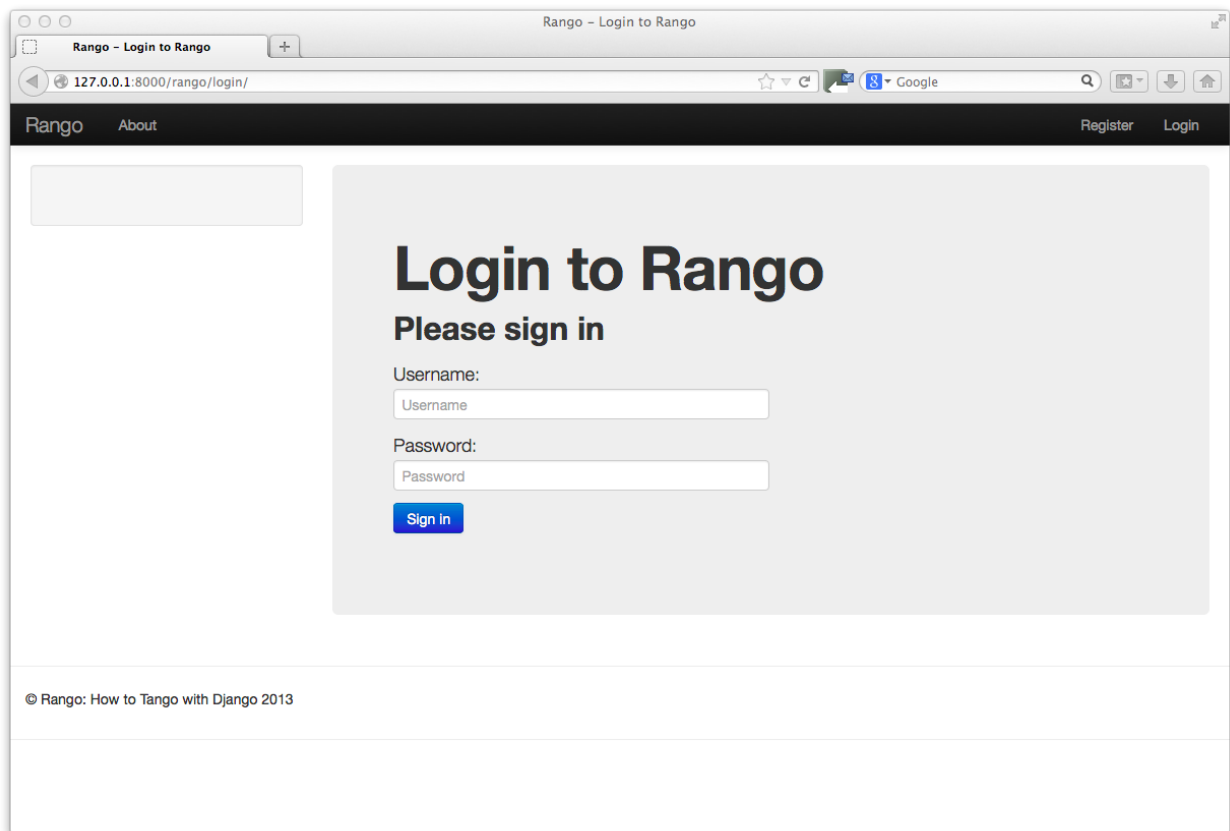 Rango – Login to Rango
Rango – Login to Rango
127.0.0.1:8000/rango/login/
Google
Rango About Register Login
Login to Rango
Please sign in
Username:
Username
Password:
Password
Sign in
© Rango: How to Tango with Django 2013